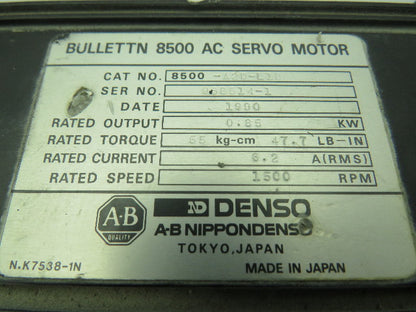 BULLETTN 8500 AC SERVO MOTOR
CAT NO. 8500
SER NO.
DATE 1990
RATED OUTPUT 0.85 KW
RATED TORQUE 55 kg-cm 47.7 LB-IN
RATED CURRENT 6.2 A(RMS)
RATED SPEED 1500 RPM
A·B QUALITY
ND DENSO
A·B NIPPONDENSO
TOKYO, JAPAN
N.K7538-1N MADE IN JAPAN